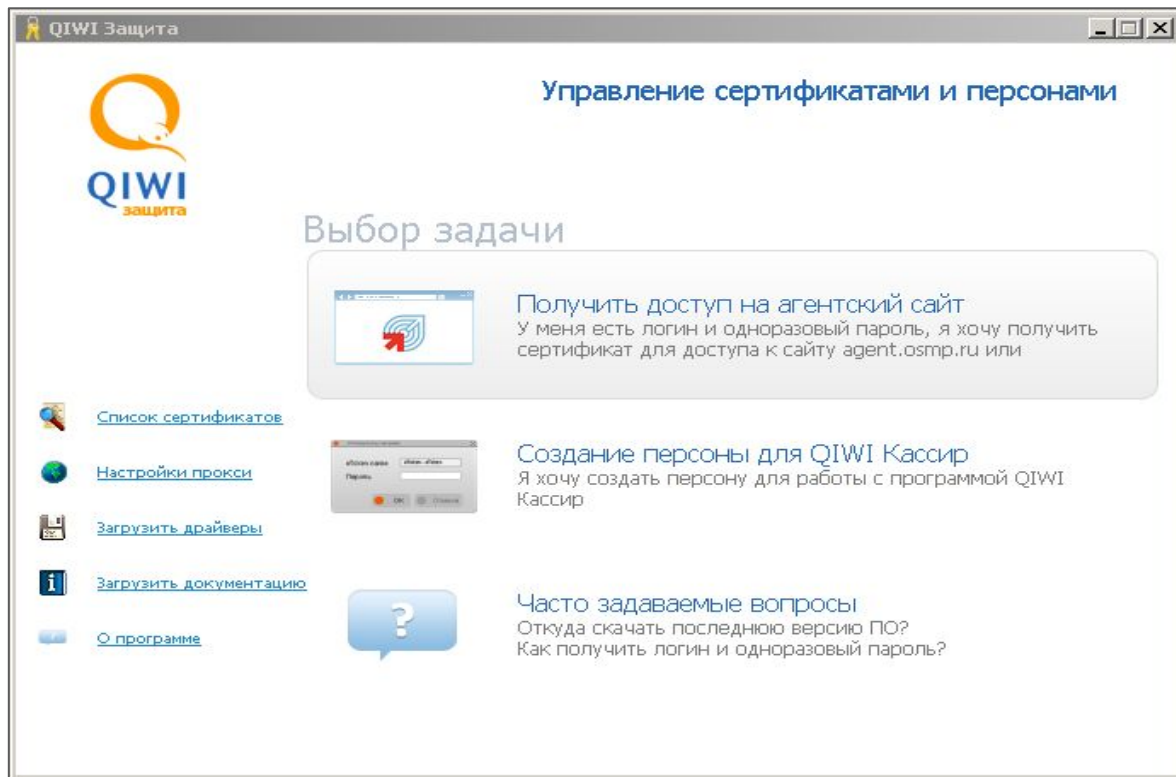 QIWI Защита
Управление сертификатами и персонами
QIWI
защита
Выбор задачи
Получить доступ на агентский сайт
У меня есть логин и одноразовый пароль, я хочу получить
сертификат для доступа к сайту agent.osmp.ru или
Список сертификатов
Создание персоны для QIWI Кассир
Я хочу создать персону для работы с программой QIWI
Кассир
Настройки прокси
Пароль
OK
Загрузить драйверы
Загрузить документацию
Часто задаваемые вопросы
Откуда скачать последнюю версию ПО?
Как получить логин и одноразовый пароль?
?
О программе